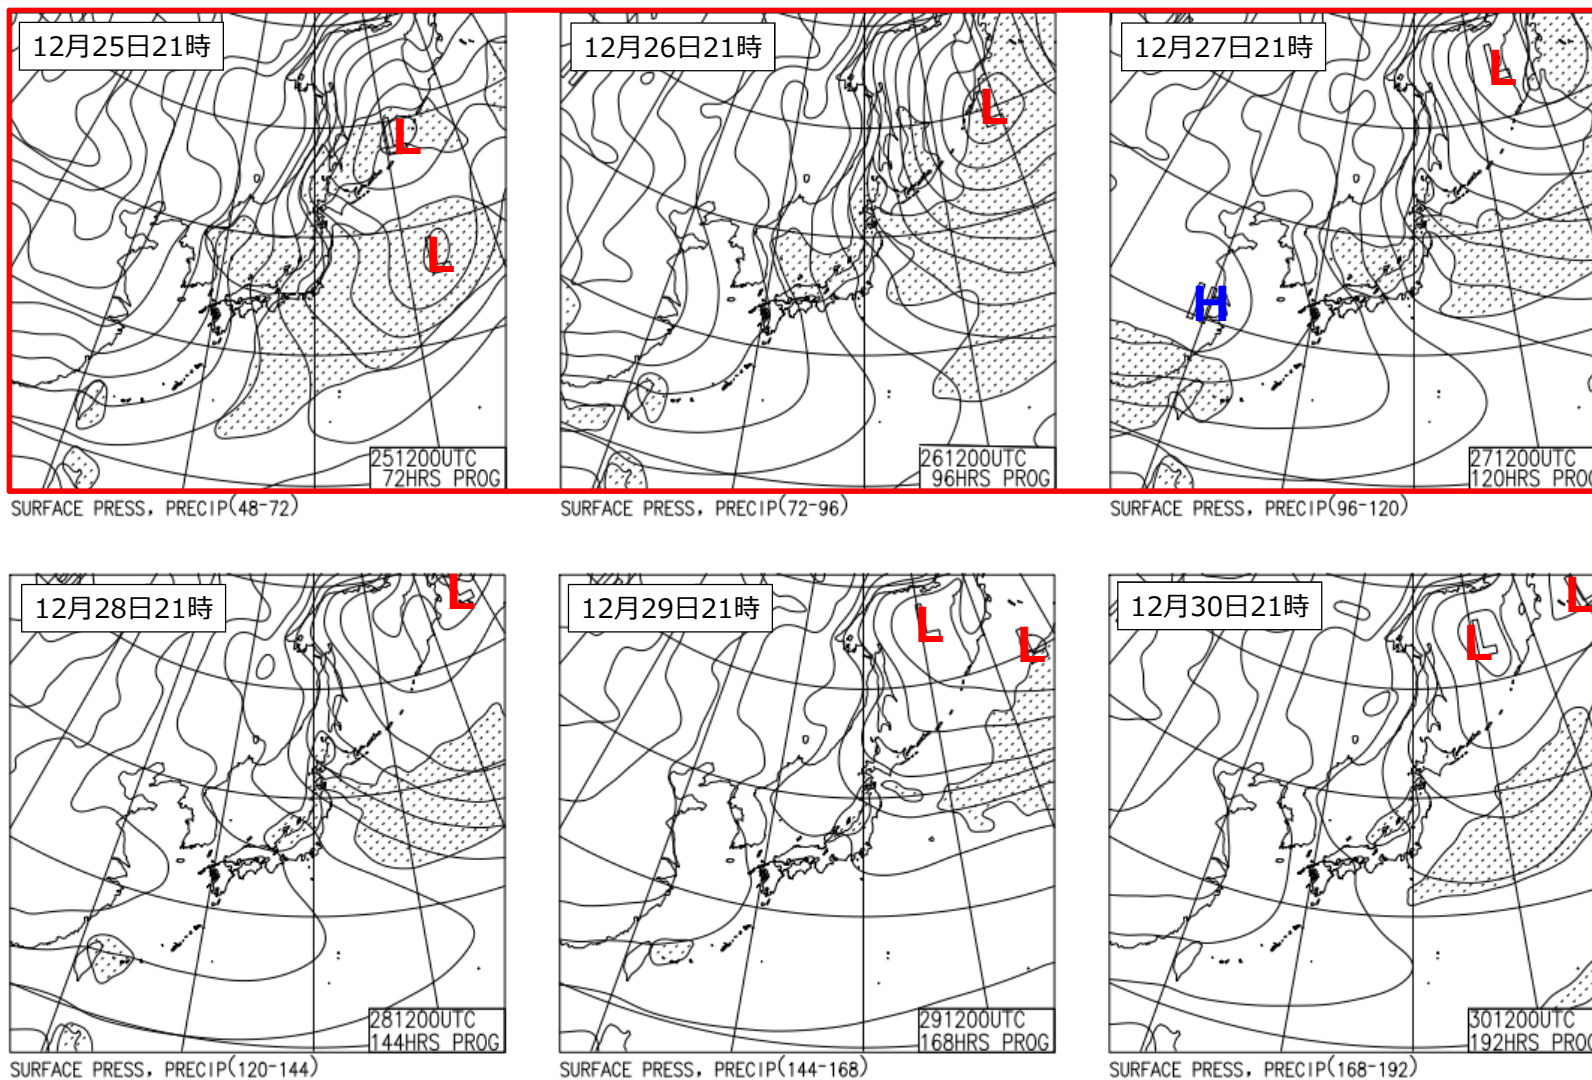 12月25日21時
12月26日21時
12月27日21時
L
L
L
L
H
251200UTC
72HRS PROG
261200UTC
96HRS PROG
271200UTC
120HRS PROG
SURFACE PRESS, PRECIP(48-72)
SURFACE PRESS, PRECIP(72-96)
SURFACE PRESS, PRECIP(96-120)
12月28日21時
12月29日21時
12月30日21時
L
L
L
L
L
281200UTC
144HRS PROG
291200UTC
168HRS PROG
301200UTC
192HRS PROG
SURFACE PRESS, PRECIP(120-144)
SURFACE PRESS, PRECIP(144-168)
SURFACE PRESS, PRECIP(168-192)